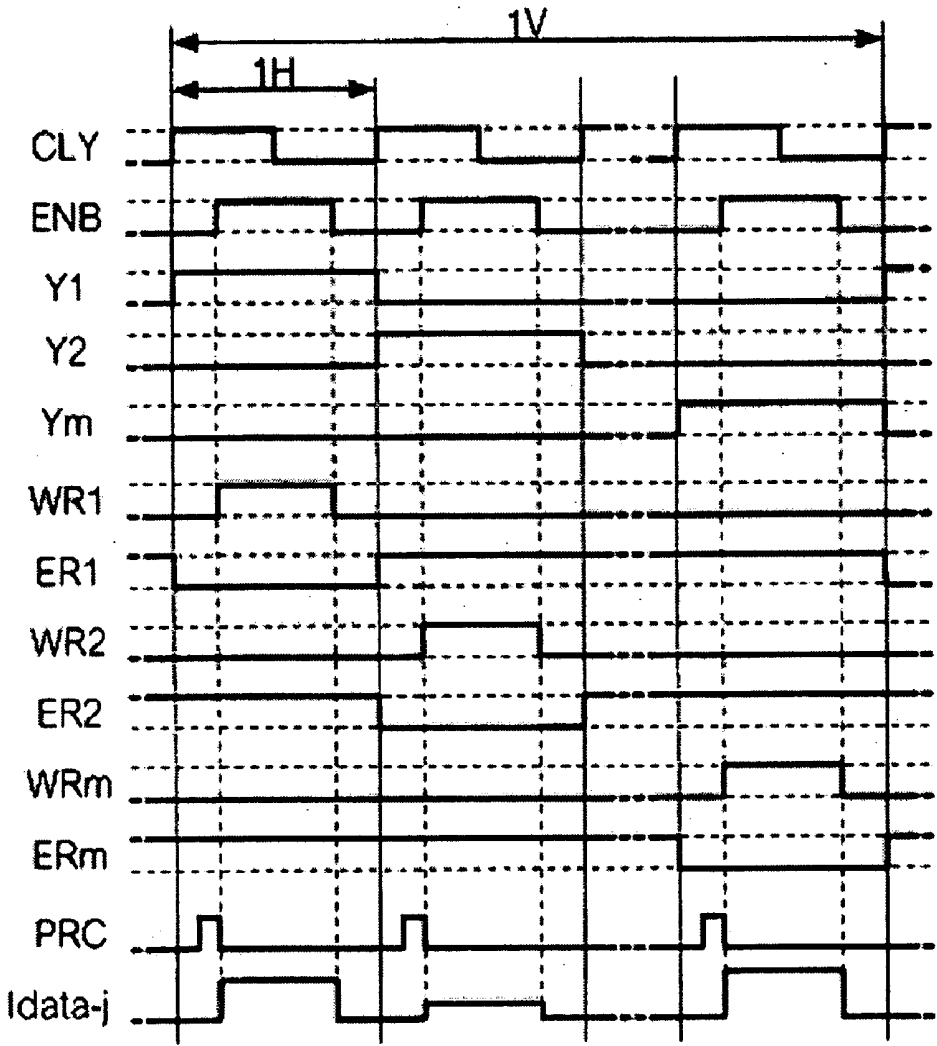 1V
1H
CLY
ENB
Y1
Y2
Ym
WR1
ER1
WR2
ER2
WRm
ERm
PRC
Idata-j